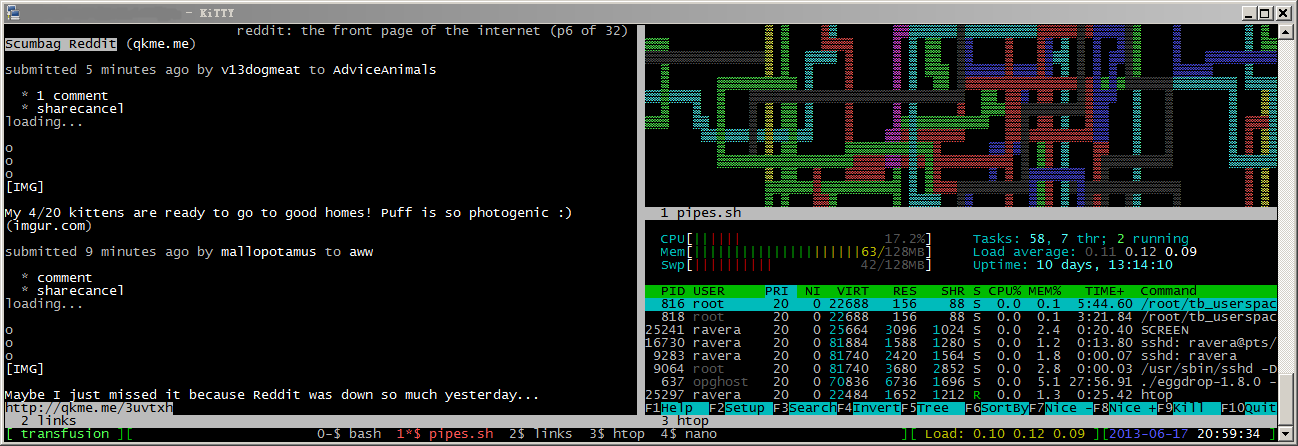 - KiTTY
reddit: the front page of the internet (p6 of 32)
Scumbag Reddit (qkme.me)
submitted 5 minutes ago by v13dogmeat to AdviceAnimals
* 1 comment
* sharecancel
loading...
o
o
o
[IMG]
My 4/20 kittens are ready to go to good homes! Puff is so photogenic :)
(imgur.com)
submitted 9 minutes ago by mallopotamus to aww
* comment
* sharecancel
loading...
o
o
o
[IMG]
Maybe I just missed it because Reddit was down so much yesterday...
http://qkme.me/3uvtxh
2 links
1 pipes.sh
CPU[|||||| 17.2%] Tasks: 58, 7 thr; 2 running
Mem[|||||||||||||||||||||63/128MB] Load average: 0.11 0.12 0.09
Swp[|||||||||| 42/128MB] Uptime: 10 days, 13:14:10
PID USER PRI NI VIRT RES SHR S CPU% MEM% TIME+ Command
816 root 20 0 22688 156 88 S 0.0 0.1 5:44.60 /root/tb_userspac
818 root 20 0 22688 156 88 S 0.0 0.1 3:21.84 /root/tb_userspac
25241 ravera 20 0 25664 3096 1024 S 0.0 2.4 0:20.40 SCREEN
16730 ravera 20 0 81884 1588 1280 S 0.0 1.2 0:13.80 sshd: ravera@pts/
9283 ravera 20 0 81740 2420 1564 S 0.0 1.8 0:00.07 sshd: ravera
9064 root 20 0 81740 3680 2852 S 0.0 2.8 0:00.03 /usr/sbin/sshd -D
637 opghost 20 0 70836 6736 1696 S 0.0 5.1 27:56.91 ./eggdrop-1.8.0 -
25297 ravera 20 0 22484 1652 1212 R 0.0 1.3 0:25.42 htop
F1Help F2Setup F3SearchF4InvertF5Tree F6SortByF7Nice -F8Nice +F9Kill F10Quit
3 htop
[ transfusion ][ 0-$ bash 1*$ pipes.sh 2$ links 3$ htop 4$ nano ][ Load: 0.10 0.12 0.09 ][2013-06-17 20:59:34 ]